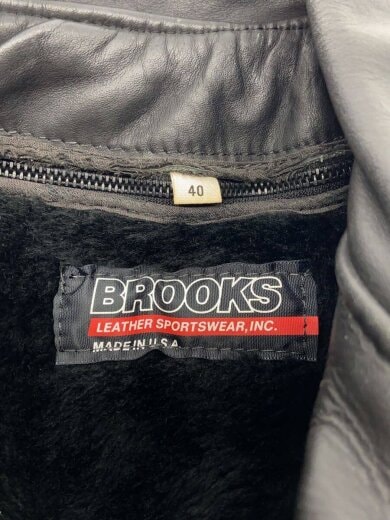 40
BROOKS
LEATHER SPORTSWEAR, INC.
MADE IN U.S.A.